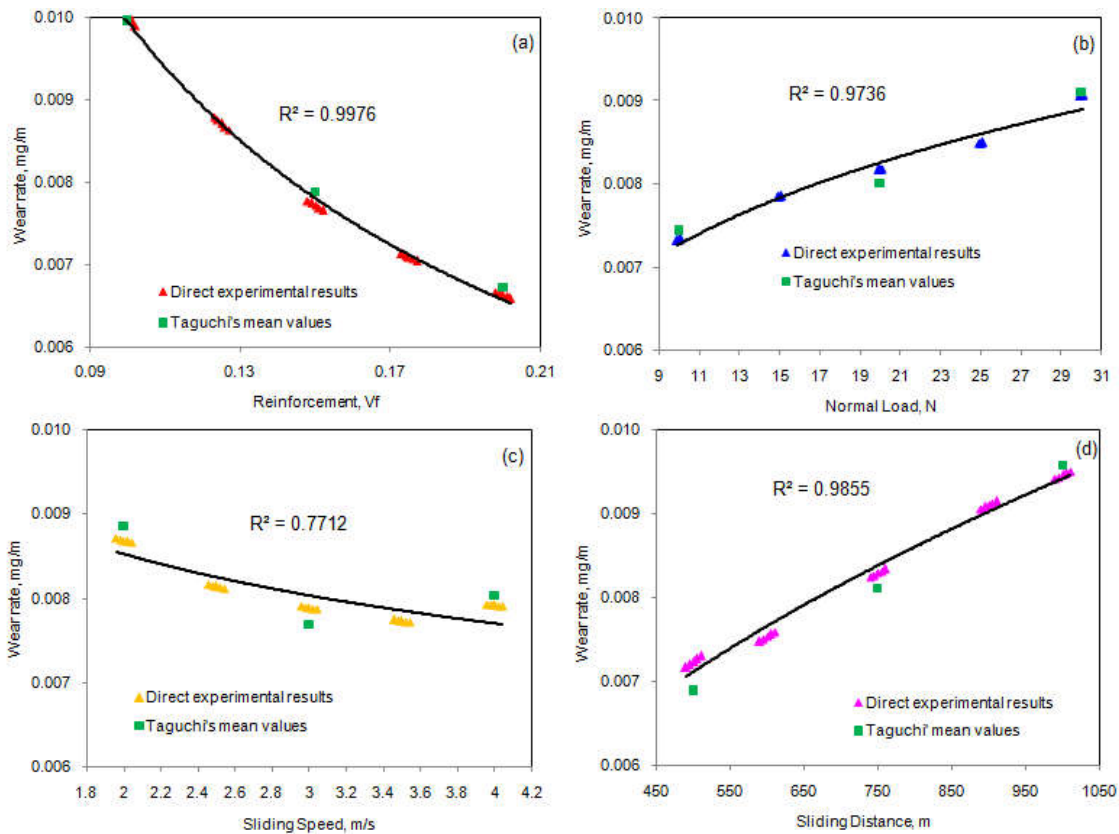 (a)
R² = 0.9976
Wear rate, mg/m
0.010
0.009
0.008
0.007
0.006
Direct experimental results
Taguchi's mean values
0.09 0.13 0.17 0.21
Reinforcement, Vf
(b)
R² = 0.9736
Wear rate, mg/m
0.010
0.009
0.008
0.007
0.006
Direct experimental results
Taguchi's mean values
9 11 13 15 17 19 21 23 25 27 29 31
Normal Load, N
(c)
R² = 0.7712
Wear rate, mg/m
0.010
0.009
0.008
0.007
0.006
Direct experimental results
Taguchi's mean values
1.8 2 2.2 2.4 2.6 2.8 3 3.2 3.4 3.6 3.8 4 4.2
Sliding Speed, m/s
(d)
R² = 0.9855
Wear rate, mg/m
0.010
0.009
0.008
0.007
0.006
Direct experimental results
Taguchi' mean values
450 550 650 750 850 950 1050
Sliding Distance, m